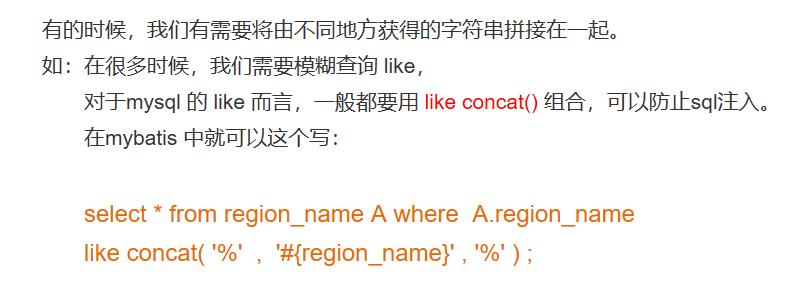 有的时候，我们有需要将由不同地方获得的字符串拼接在一起。
如：在很多时候，我们需要模糊查询 like，
对于mysql 的 like 而言，一般都要用 like concat() 组合，可以防止sql注入。
在mybatis 中就可以这个写：
select * from region_name A where  A.region_name
like concat( '%'  ,  '#{region_name}' , '%' ) ;